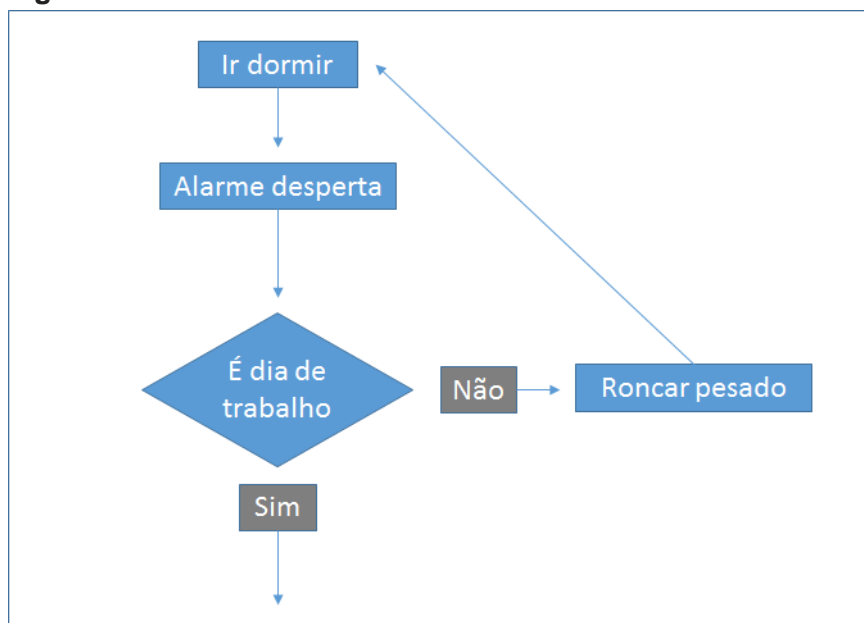 Ir dormir
Alarme desperta
É dia de
trabalho
Não
Roncar pesado
Sim